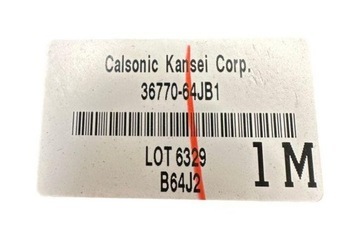 Calsonic Kansei Corp.
36770-64JB1
LOT 6329
B64J2
1M